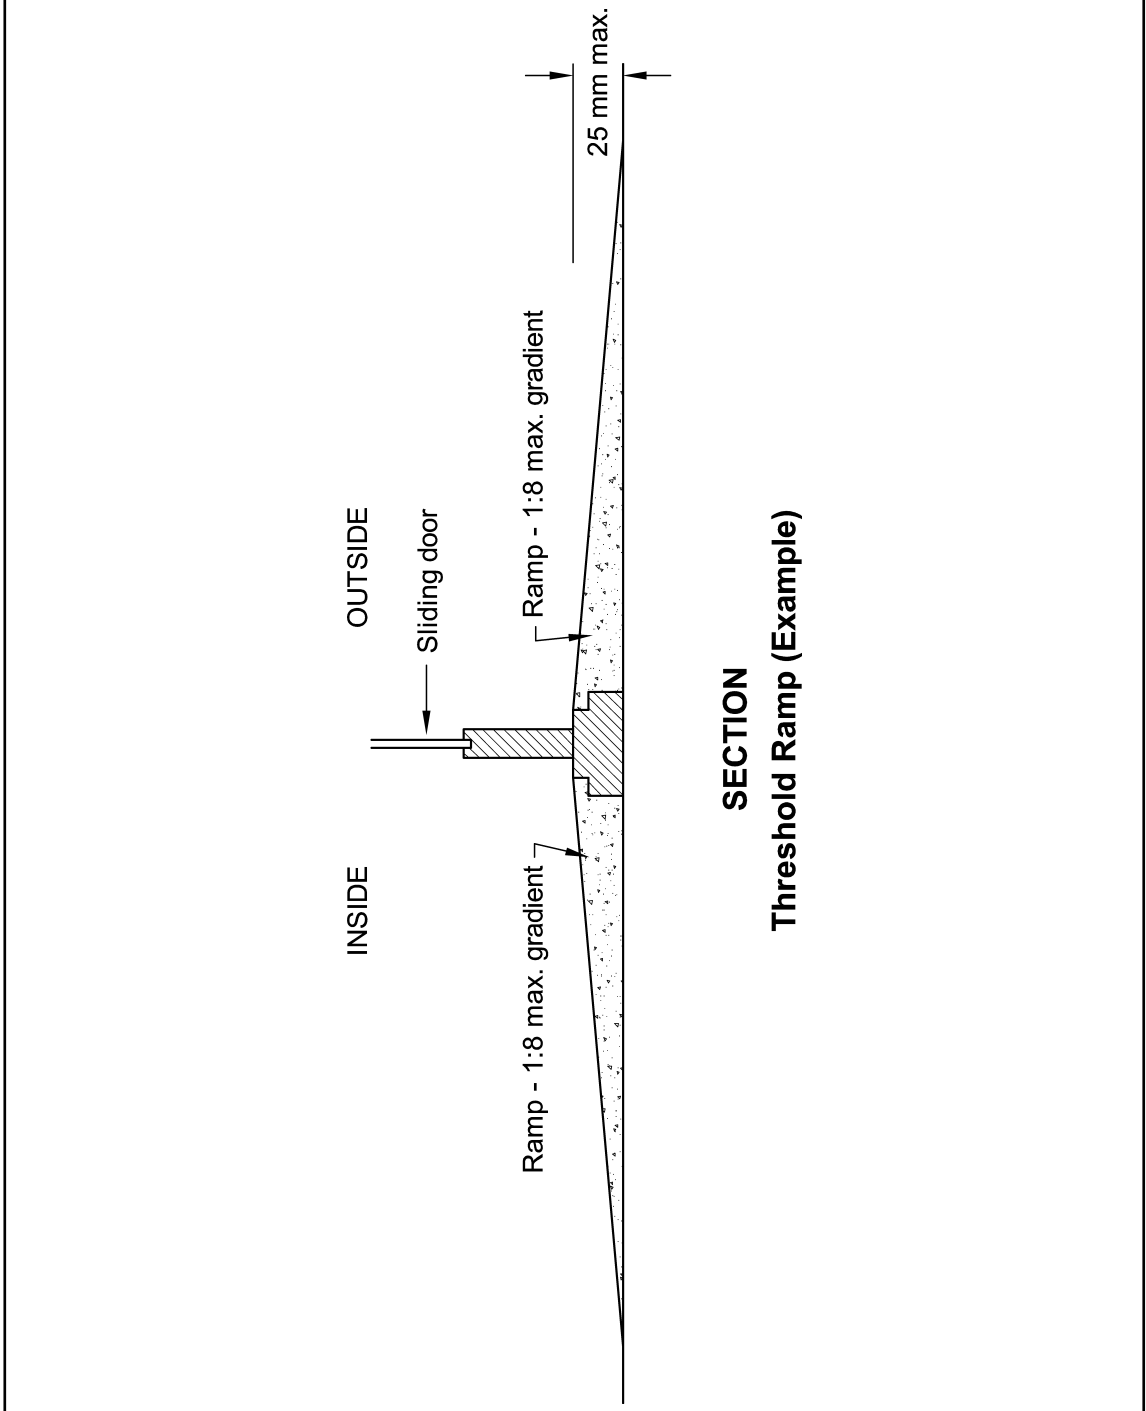 INSIDE
OUTSIDE
Sliding door
Ramp - 1:8 max. gradient
Ramp - 1:8 max. gradient
25 mm max.
SECTION
Threshold Ramp (Example)